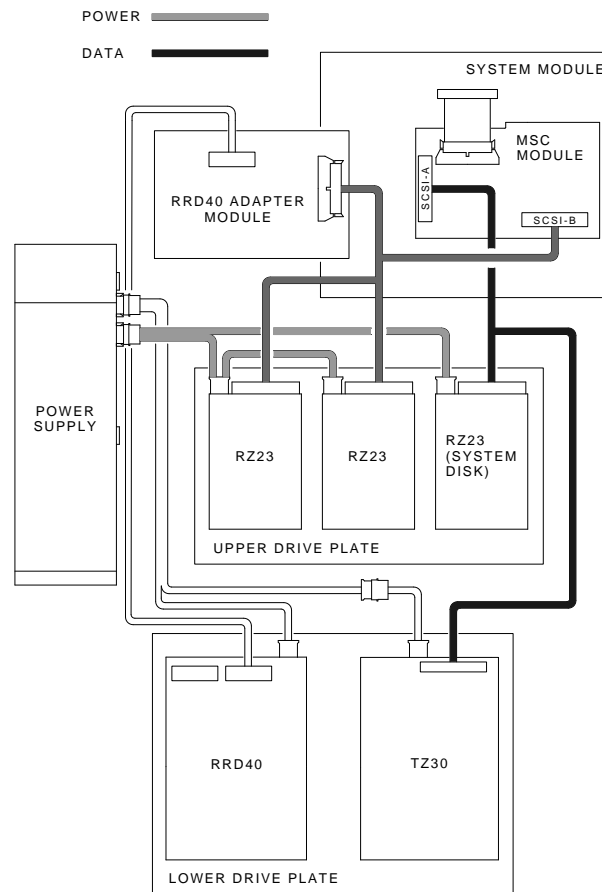 POWER
DATA
SYSTEM MODULE
MSC
MODULE
SCSI-A
SCSI-B
RRD40 ADAPTER
MODULE
POWER
SUPPLY
RZ23
RZ23
RZ23
(SYSTEM
DISK)
UPPER DRIVE PLATE
RRD40
TZ30
LOWER DRIVE PLATE